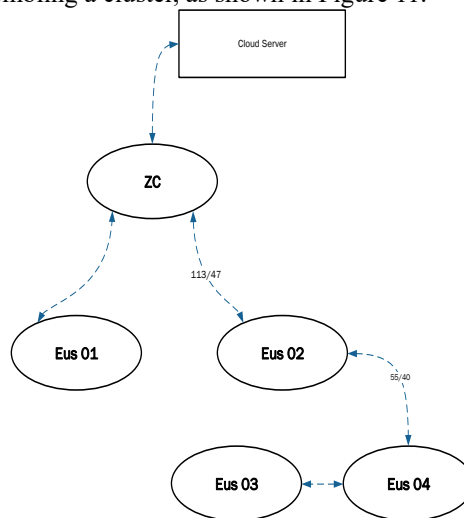 a cluster, as shown in Figure 11.
Cloud Server
ZC
113/47
Eus 01
Eus 02
55/40
Eus 03
Eus 04